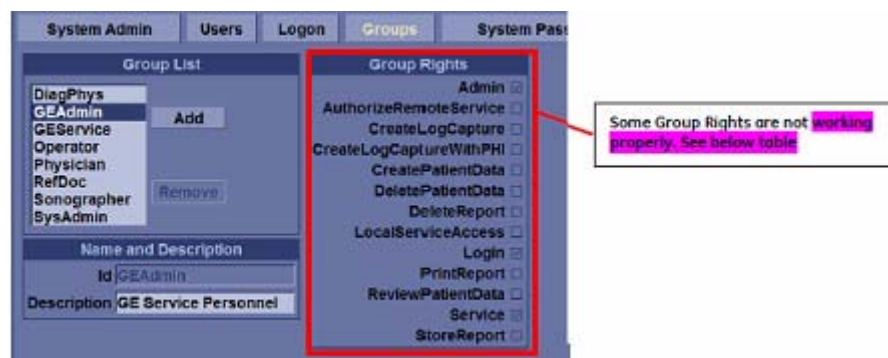 System Admin Users Logon Groups System Pass
Group List
DiagPhys
GEAdmin
GEService
Operator
Physician
RefDoc
Sonographer
SysAdmin
Add
Remove
Name and Description
Id GEAdmin
Description GE Service Personnel
Group Rights
Admin
AuthorizeRemoteService
CreateLogCapture
CreateLogCaptureWithPHI
CreatePatientData
DeletePatientData
DeleteReport
LocalServiceAccess
Login
PrintReport
ReviewPatientData
Service
StoreReport
Some Group Rights are not working
properly. See below table